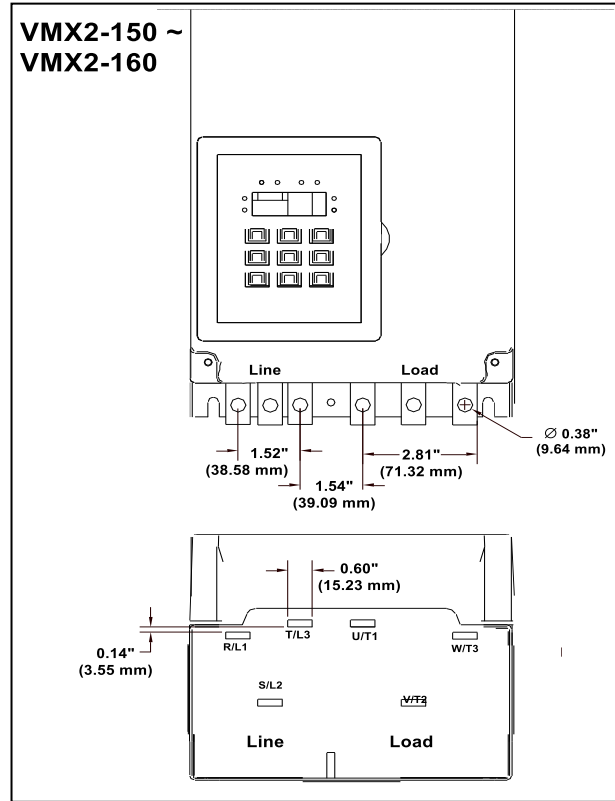 VMX2-150 ~
VMX2-160
Line Load
1.52"
(38.58 mm)
2.81"
(71.32 mm)
∅ 0.38"
(9.64 mm)
1.54"
(39.09 mm)
0.60"
(15.23 mm)
0.14"
(3.55 mm)
R/L1
T/L3
U/T1
W/T3
S/L2
V/T2
Line Load